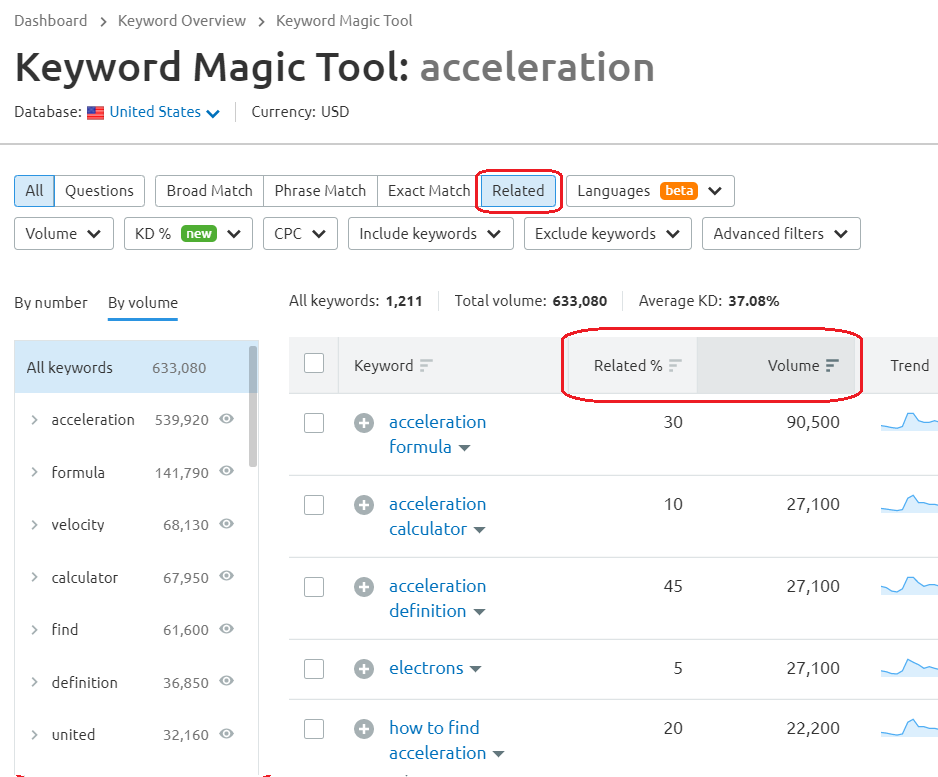 Dashboard > Keyword Overview > Keyword Magic Tool
Keyword Magic Tool: acceleration
Database: United States Currency: USD
All Questions Broad Match Phrase Match Exact Match Related Languages beta
Volume KD % new CPC Include keywords Exclude keywords Advanced filters
By number By volume
All keywords: 1,211 Total volume: 633,080 Average KD: 37.08%
All keywords 633,080
acceleration 539,920
formula 141,790
velocity 68,130
calculator 67,950
find 61,600
definition 36,850
united 32,160
Keyword Related % Volume Trend
acceleration
formula 30 90,500
acceleration
calculator 10 27,100
acceleration
definition 45 27,100
electrons 5 27,100
how to find
acceleration 20 22,200